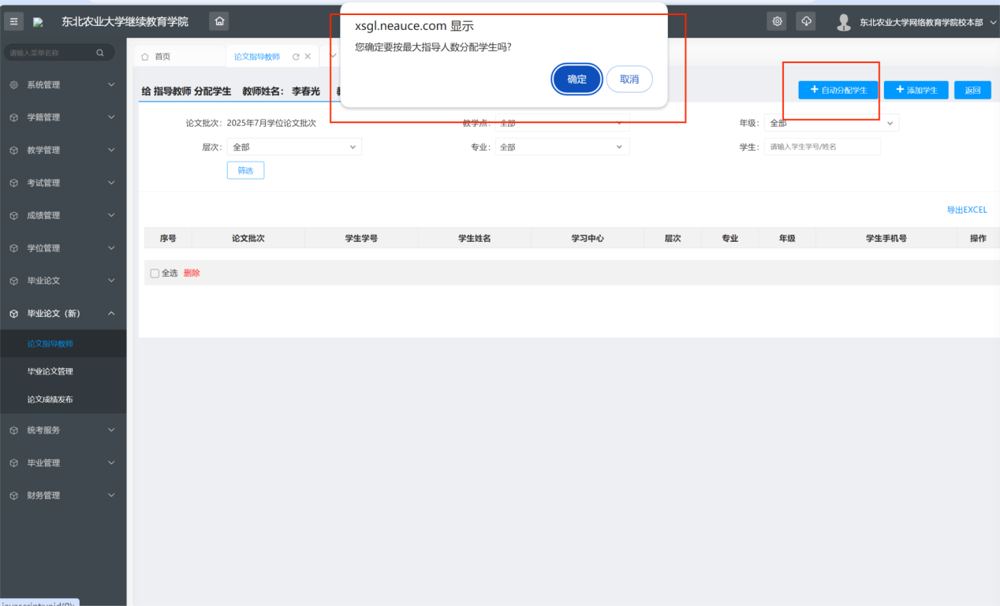 东北农业大学继续教育学院
东北农业大学网络教育学院校本部
xsgl.neauce.com 显示
您确定要按最大指导人数分配学生吗?
确定
取消
请输入菜单名称
系统管理
学籍管理
教学管理
考试管理
成绩管理
学位管理
毕业论文
毕业论文（新）
论文指导教师
毕业论文管理
论文成绩发布
统考服务
毕业管理
财务管理
首页
论文指导教师
给 指导教师 分配学生 教师姓名： 李春光
+ 自动分配学生
+ 添加学生
返回
论文批次: 2025年7月学位论文批次
教学点: 全部
年级: 全部
层次: 全部
专业: 全部
学生: 请输入学生学号/姓名
筛选
导出EXCEL
序号 论文批次 学生学号 学生姓名 学习中心 层次 专业 年级 学生手机号 操作
全选 删除